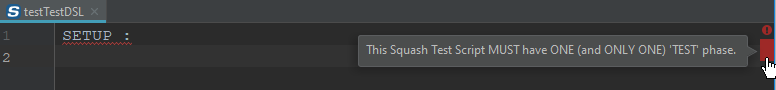 testTestDSL ×
1 SETUP :
This Squash Test Script MUST have ONE (and ONLY ONE) 'TEST' phase.
2